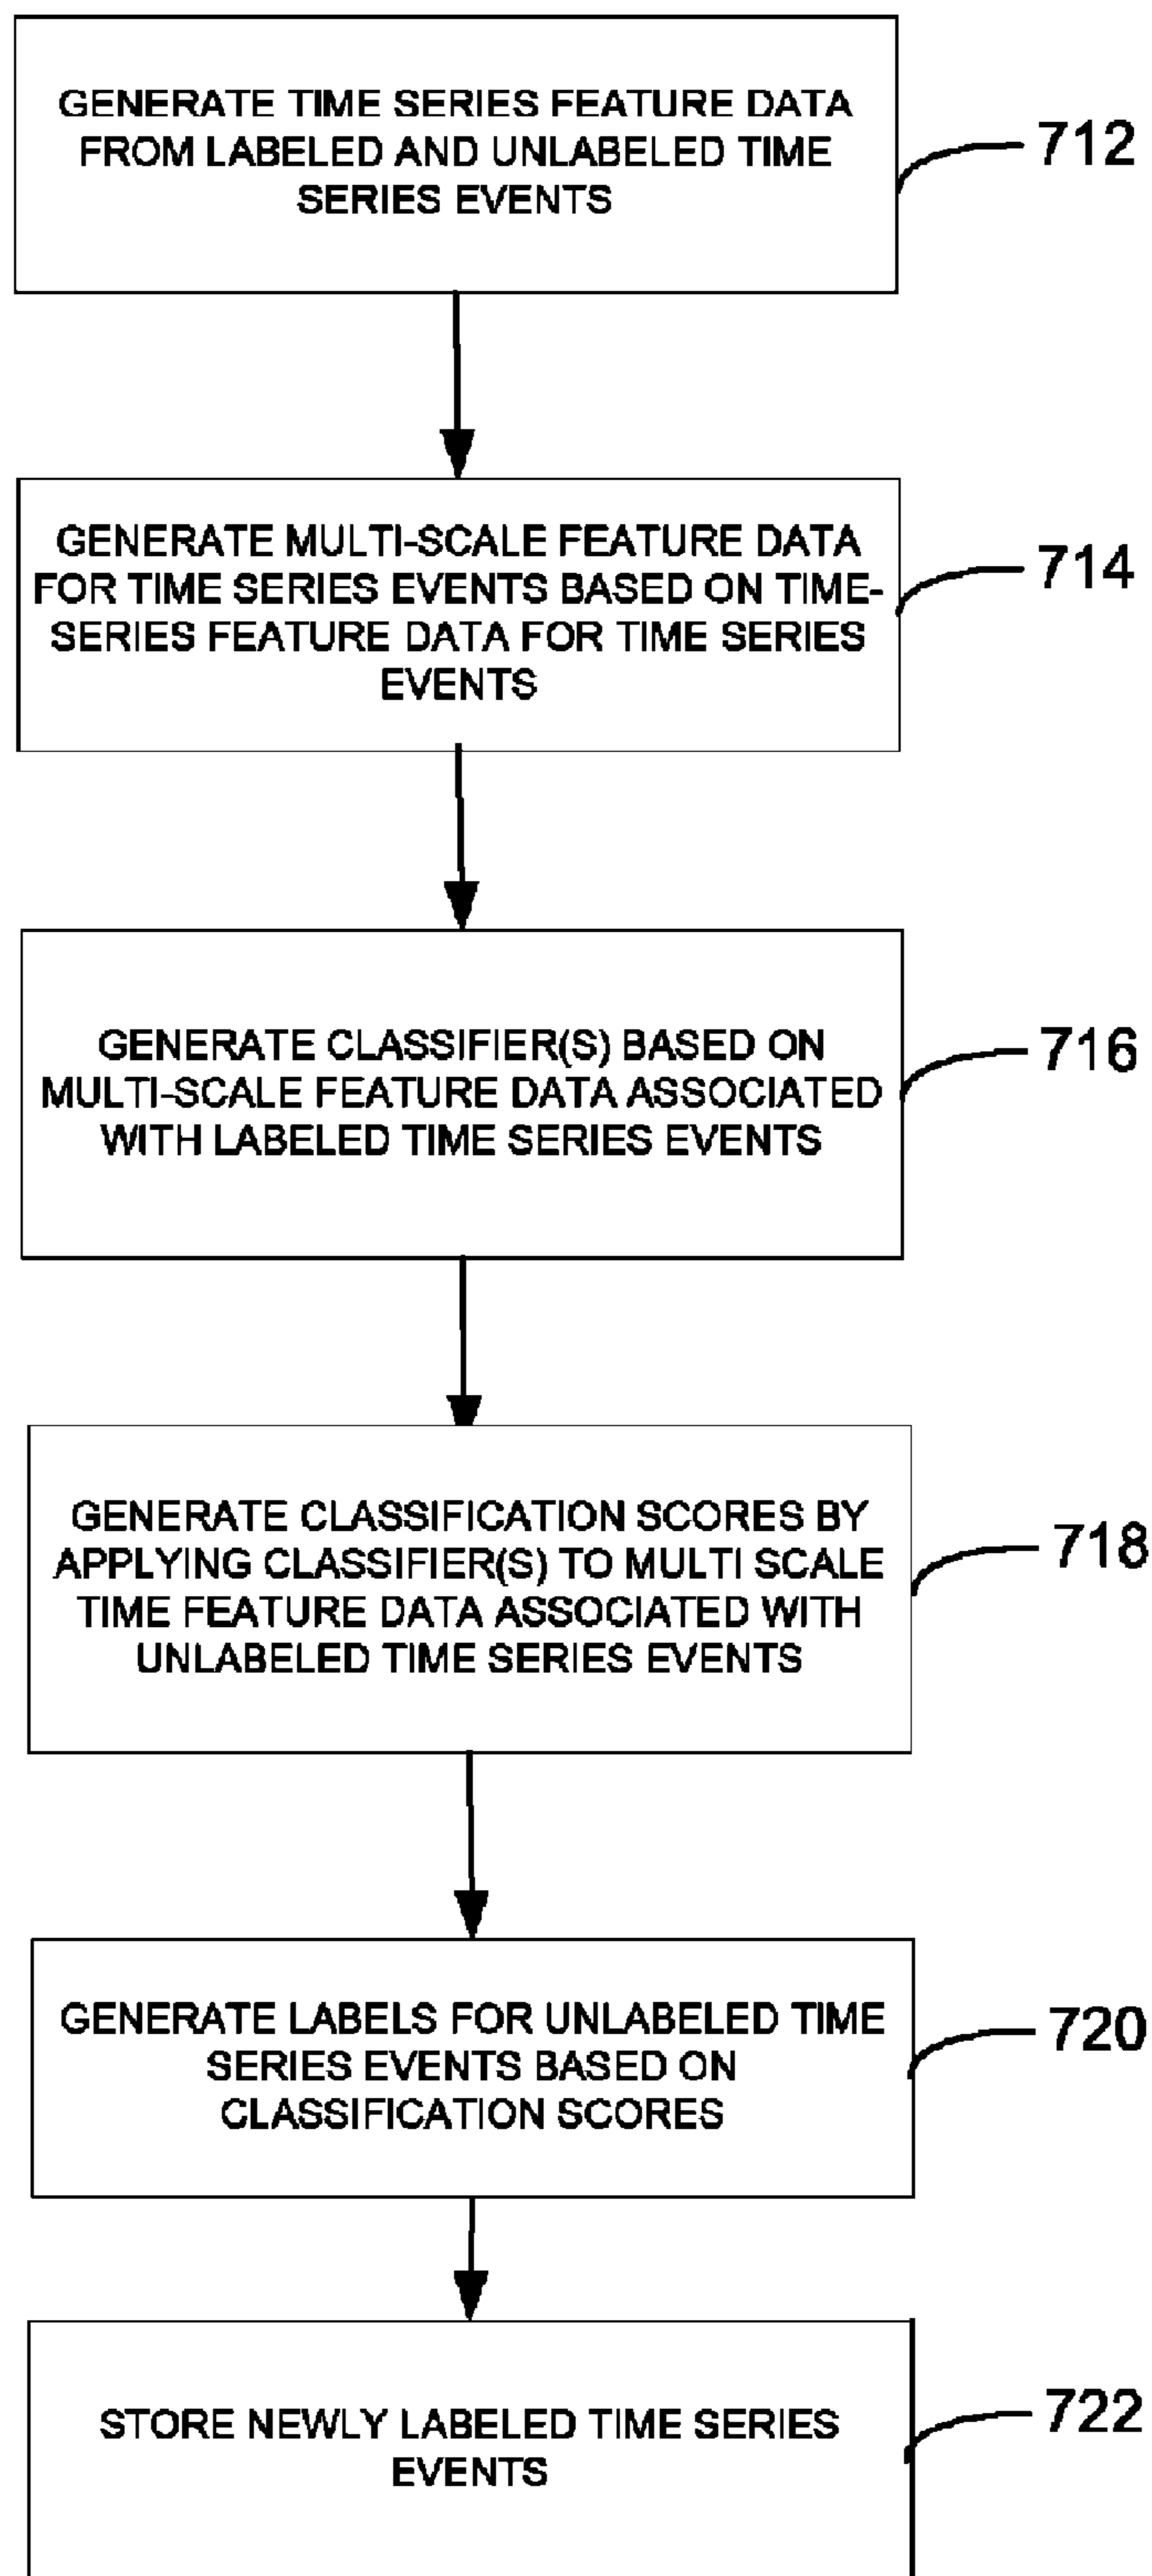 GENERATE TIME SERIES FEATURE DATA
FROM LABELED AND UNLABELED TIME
SERIES EVENTS
712
GENERATE MULTI-SCALE FEATURE DATA
FOR TIME SERIES EVENTS BASED ON TIME-
SERIES FEATURE DATA FOR TIME SERIES
EVENTS
714
GENERATE CLASSIFIER(S) BASED ON
MULTI-SCALE FEATURE DATA ASSOCIATED
WITH LABELED TIME SERIES EVENTS
716
GENERATE CLASSIFICATION SCORES BY
APPLYING CLASSIFIER(S) TO MULTI SCALE
TIME FEATURE DATA ASSOCIATED WITH
UNLABELED TIME SERIES EVENTS
718
GENERATE LABELS FOR UNLABELED TIME
SERIES EVENTS BASED ON
CLASSIFICATION SCORES
720
STORE NEWLY LABELED TIME SERIES
EVENTS
722